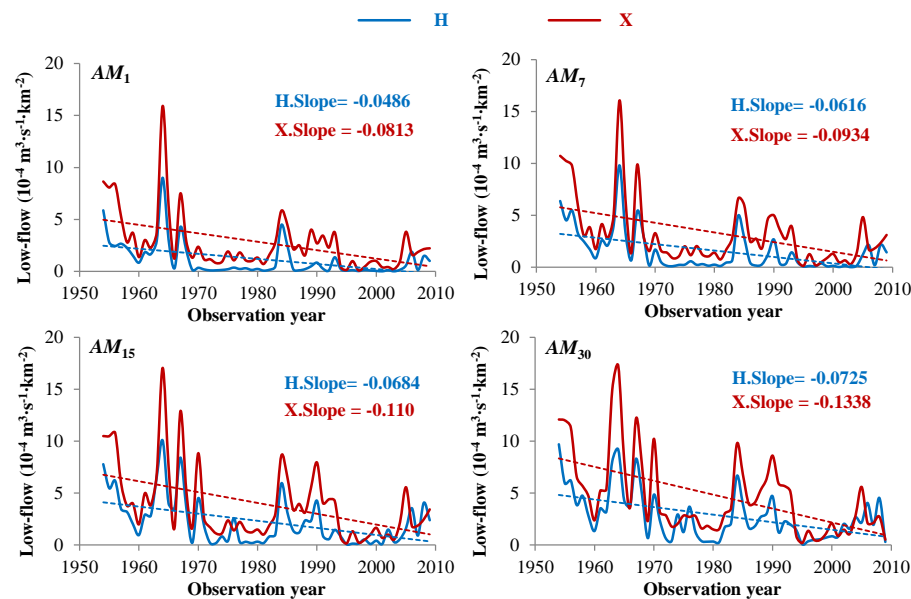 H X
AM₁
H.Slope= -0.0486
X.Slope = -0.0813
Low-flow (10⁻⁴ m³·s⁻¹·km⁻²)
20
15
10
5
0
1950 1960 1970 1980 1990 2000 2010
Observation year
AM₇
H.Slope= -0.0616
X.Slope = -0.0934
Low-flow (10⁻⁴ m³·s⁻¹·km⁻²)
20
15
10
5
0
1950 1960 1970 1980 1990 2000 2010
Observation year
AM₁₅
H.Slope= -0.0684
X.Slope = -0.110
Low-flow (10⁻⁴ m³·s⁻¹·km⁻²)
20
15
10
5
0
1950 1960 1970 1980 1990 2000 2010
Observation year
AM₃₀
H.Slope= -0.0725
X.Slope = -0.1338
Low-flow (10⁻⁴ m³·s⁻¹·km⁻²)
20
15
10
5
0
1950 1960 1970 1980 1990 2000 2010
Observation year